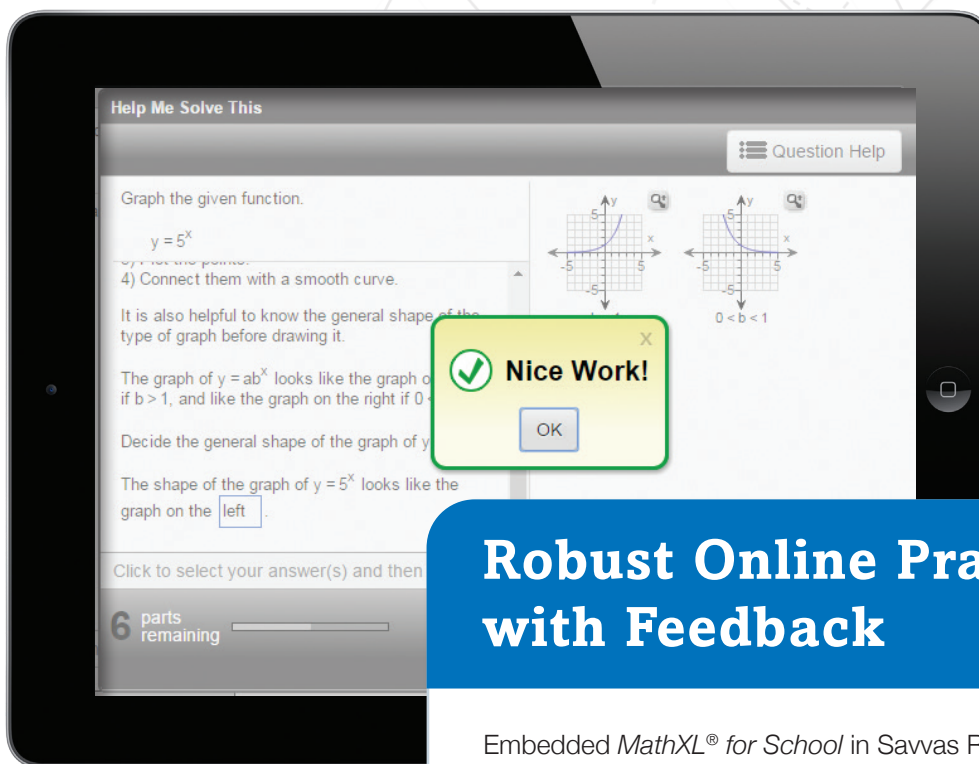 Help Me Solve This
Question Help
Graph the given function.
y = 5^x
4) Connect them with a smooth curve.
It is also helpful to know the general shape of the
type of graph before drawing it.
The graph of y = ab^x looks like the graph o
if b > 1, and like the graph on the right if 0 <
Decide the general shape of the graph of y
The shape of the graph of y = 5^x looks like the
graph on the left .
Click to select your answer(s) and then
6 parts
remaining
y
5
x
-5
5
-5
y
5
x
-5
5
-5
0 < b < 1
x
Nice Work!
OK
Robust Online Pra
with Feedback
Embedded MathXL® for School in Savvas R